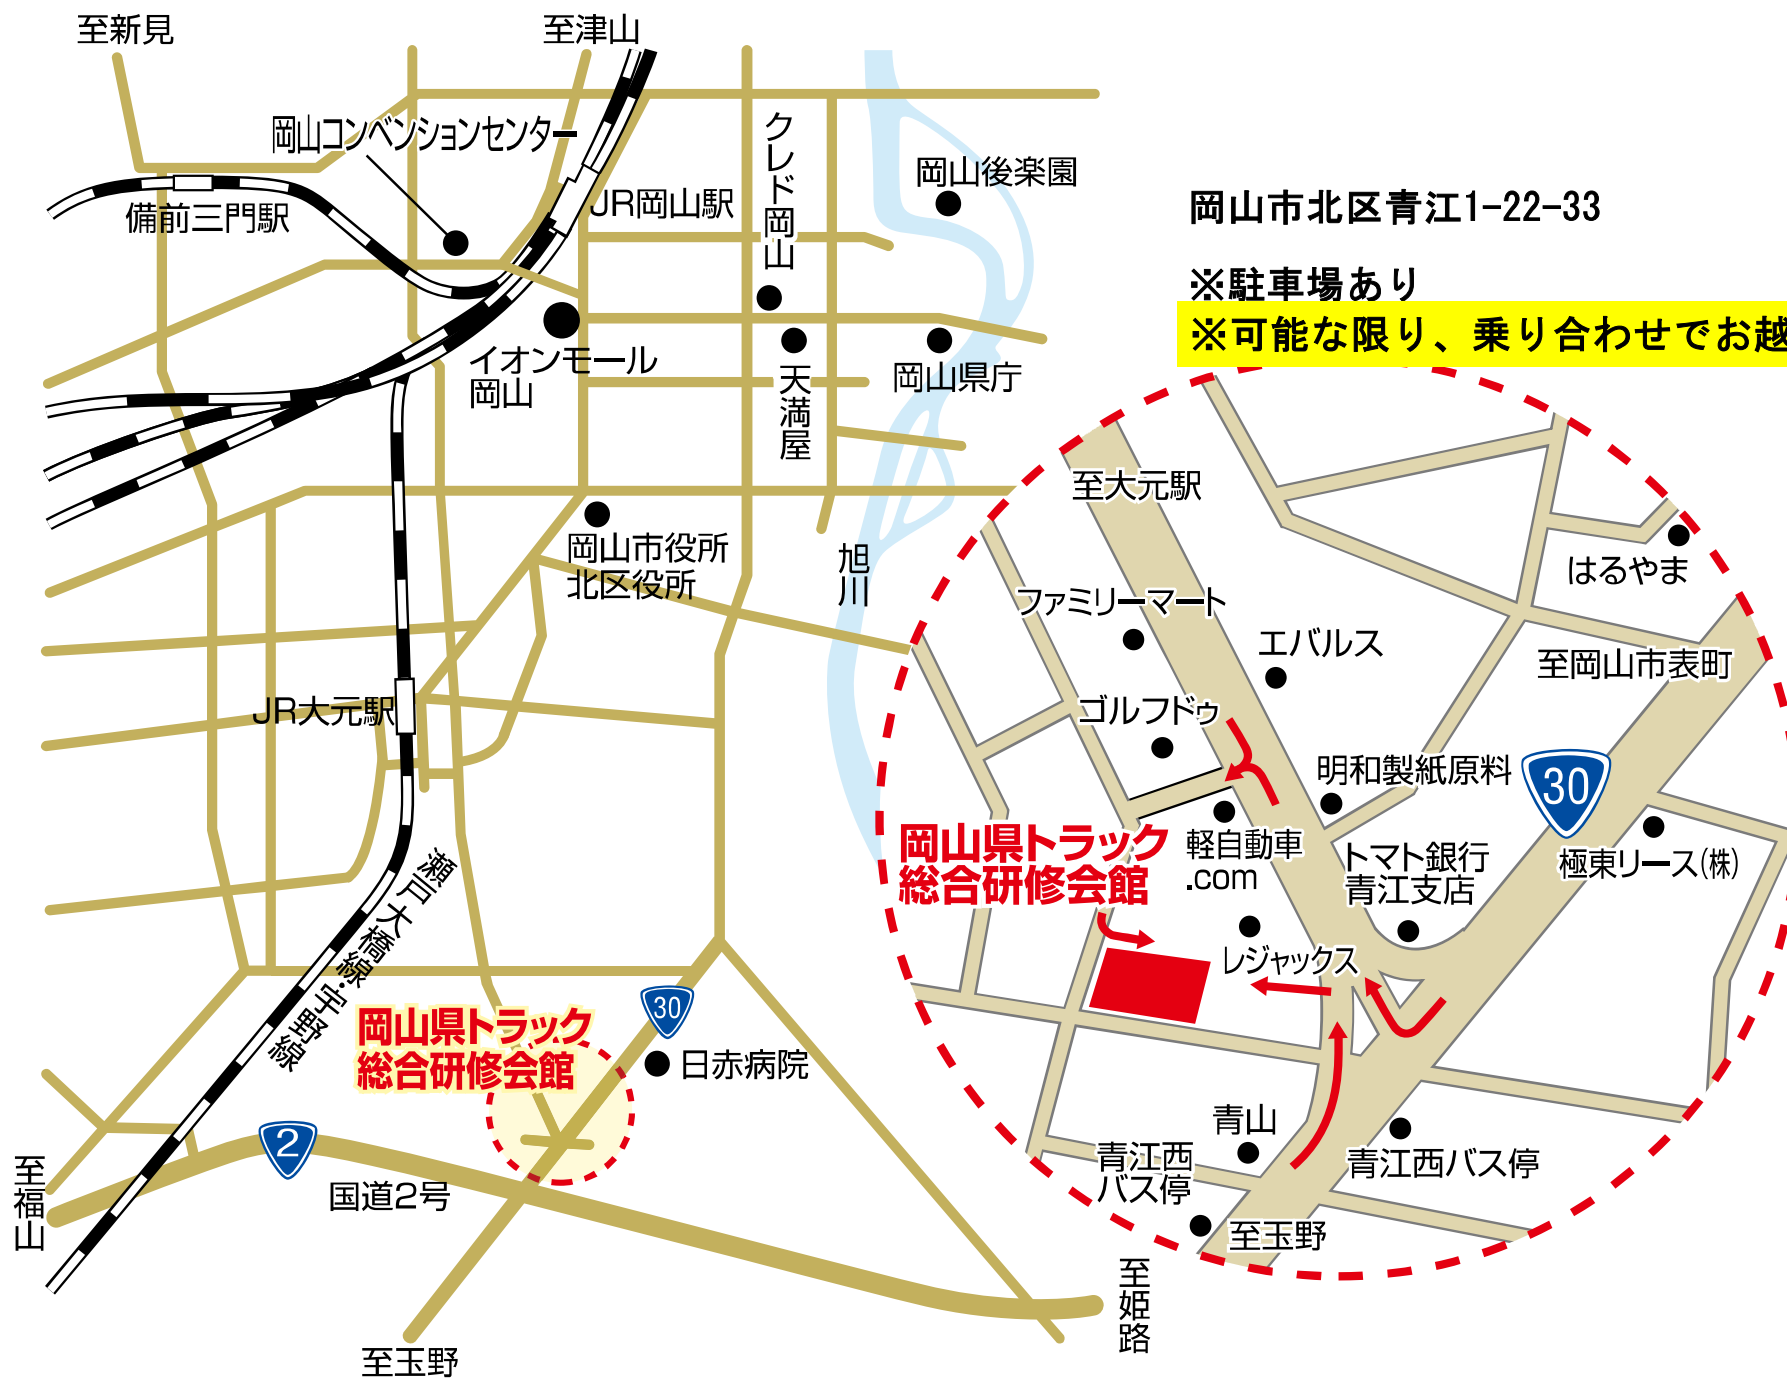 至新見
至津山
岡山コンベンションセンター
備前三門駅
JR岡山駅
クレド岡山
岡山後楽園
イオンモール
岡山
天満屋
岡山県庁
岡山市役所
北区役所
旭川
JR大元駅
瀬戸大橋線・宇野線
岡山県トラック
総合研修会館
30
日赤病院
2
国道2号
至福山
至玉野
至姫路
岡山市北区青江1-22-33
※駐車場あり
※可能な限り、乗り合わせでお越
至大元駅
はるやま
ファミリーマート
エバルス
至岡山市表町
ゴルフドゥ
明和製紙原料
30
岡山県トラック
総合研修会館
軽自動車
.com
トマト銀行
青江支店
極東リース(株)
レジャックス
青山
青江西
バス停
青江西バス停
至玉野